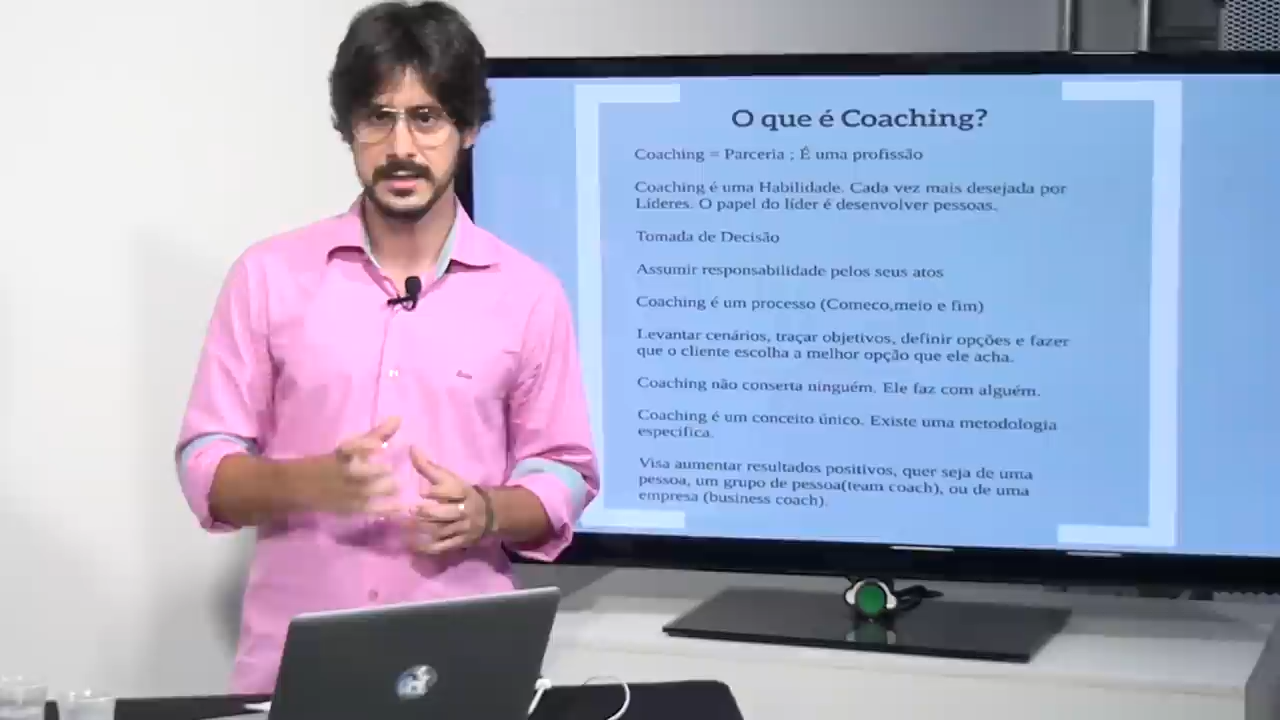 O que é Coaching?
Coaching = Parceria ; É uma profissão
Coaching é uma Habilidade. Cada vez mais desejada por
Líderes. O papel do líder é desenvolver pessoas.
Tomada de Decisão
Assumir responsabilidade pelos seus atos
Coaching é um processo (Comeco,meio e fim)
Levantar cenários, traçar objetivos, definir opções e fazer
que o cliente escolha a melhor opção que ele acha.
Coaching não conserta ninguém. Ele faz com alguém.
Coaching é um conceito único. Existe uma metodologia
especifica.
Visa aumentar resultados positivos, quer seja de uma
pessoa, um grupo de pessoa(team coach), ou de uma
empresa (business coach).